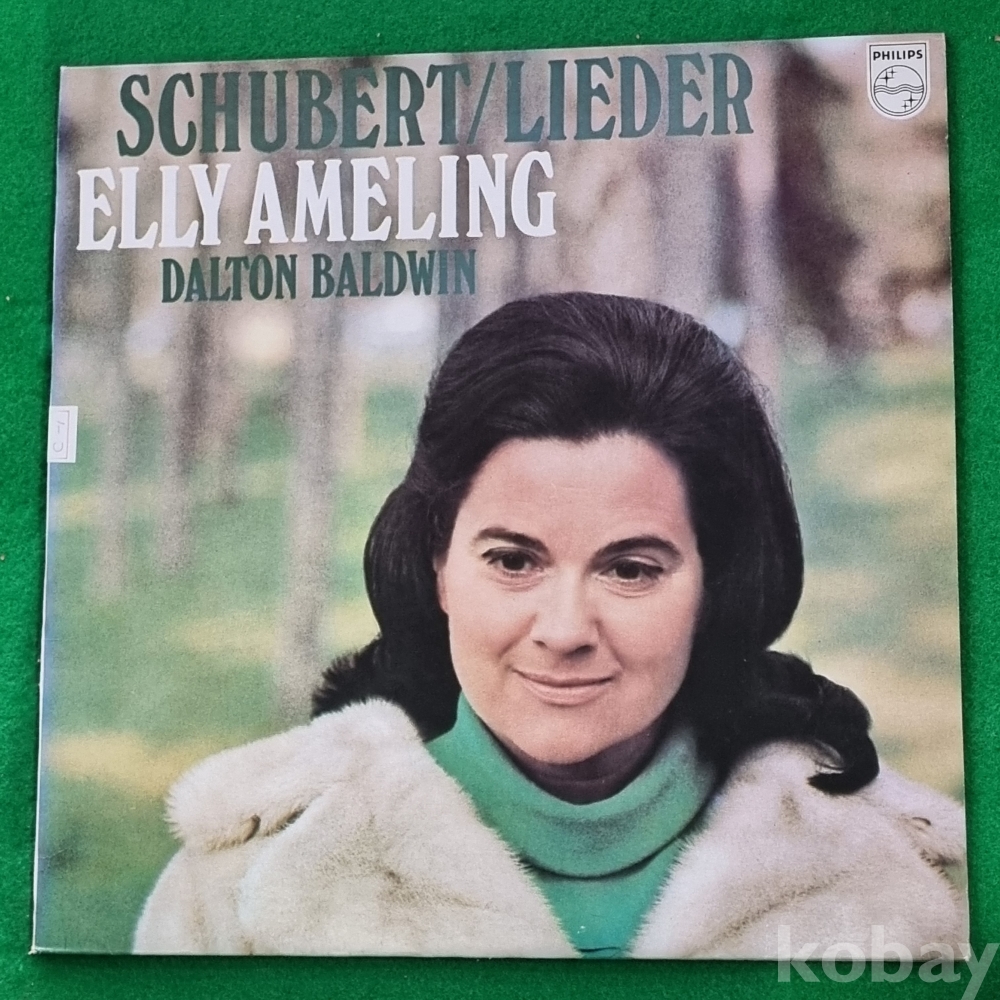 SCHUBERT/LIEDER
PHILIPS
ELLY AMELING
DALTON BALDWIN
kobay